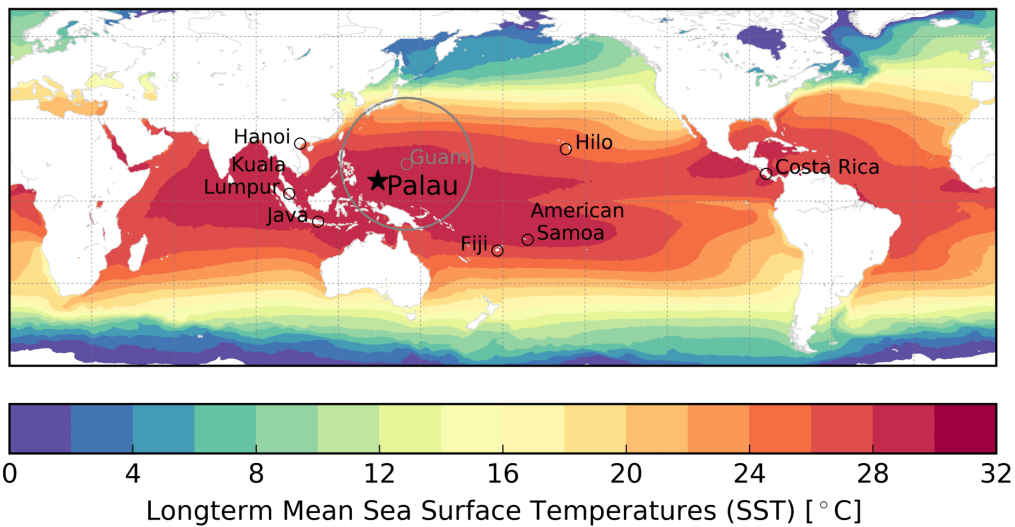 Hanoi
Guam
Hilo
Kuala
Lumpur
Palau
Costa Rica
Java
American
Samoa
Fiji
0 4 8 12 16 20 24 28 32
Longterm Mean Sea Surface Temperatures (SST) [°C]